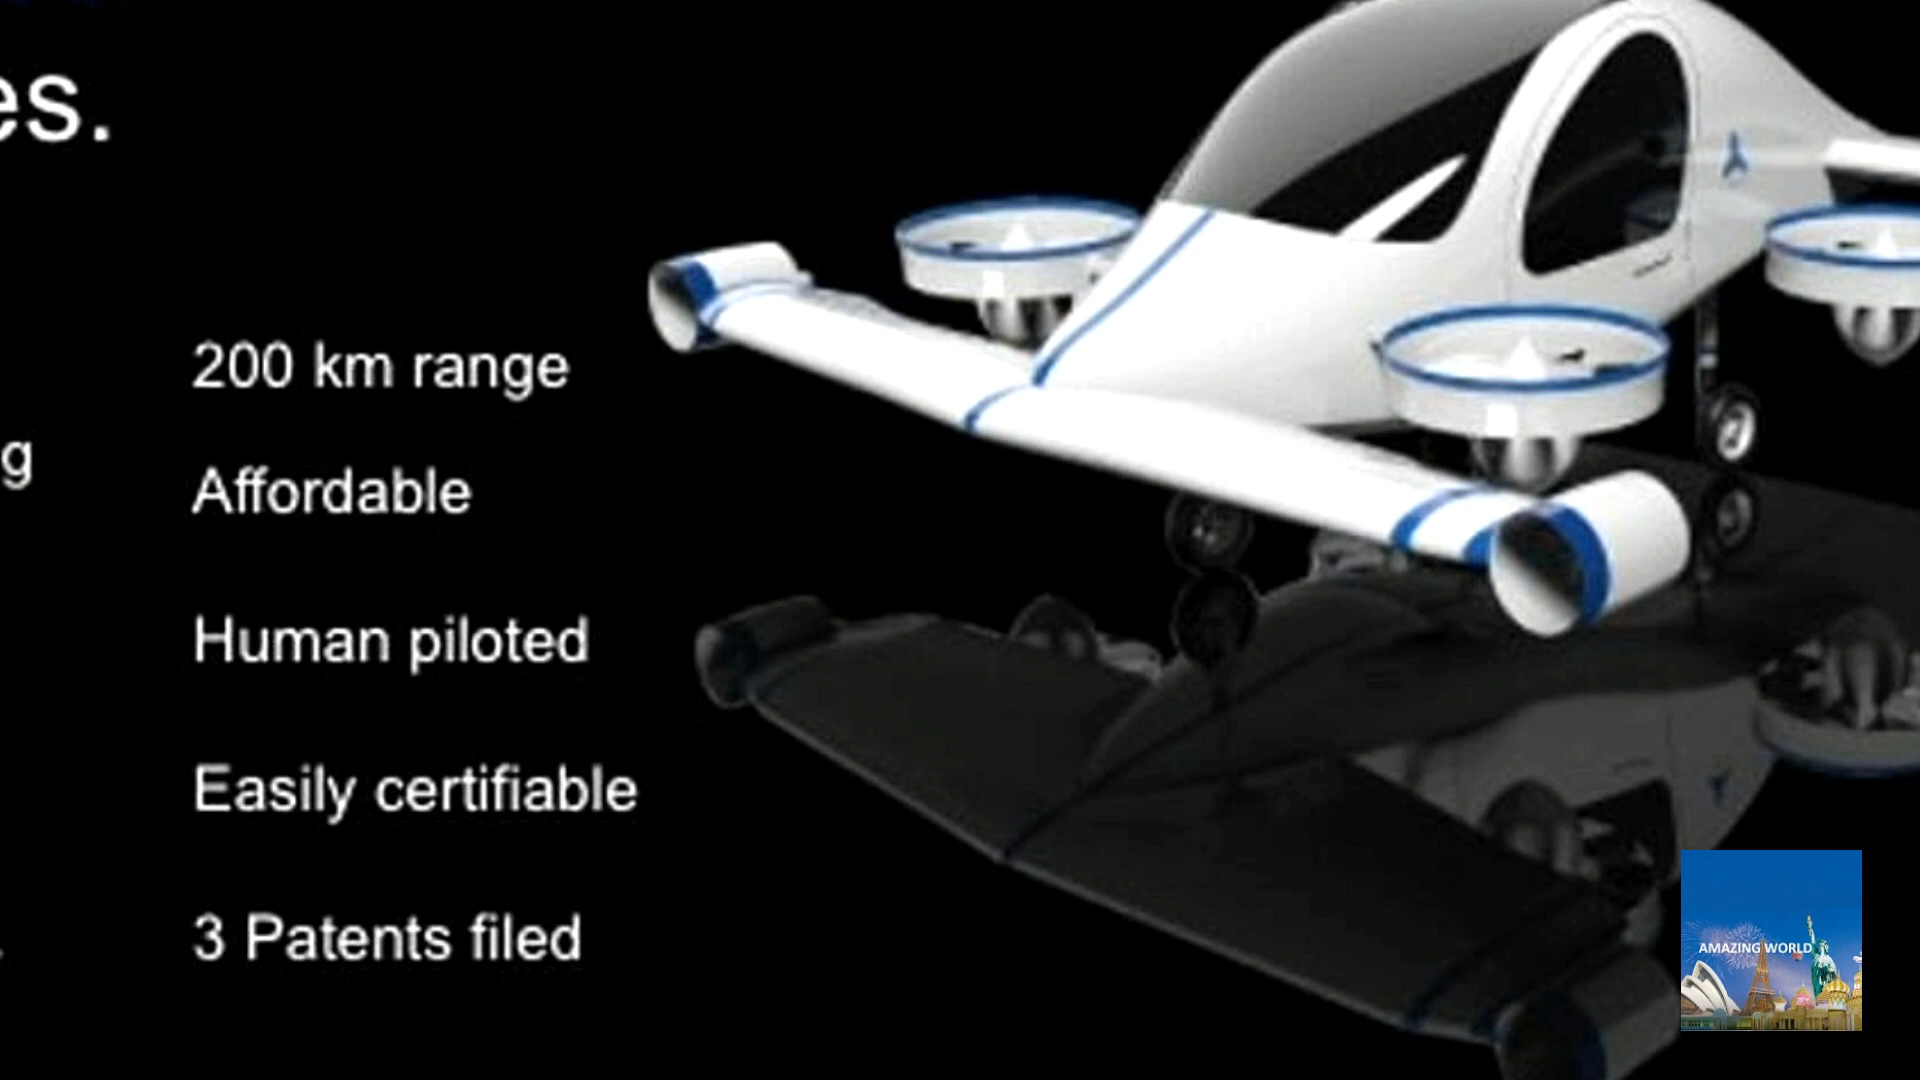 es.
200 km range
g
Affordable
Human piloted
Easily certifiable
3 Patents filed
AMAZING WORLD